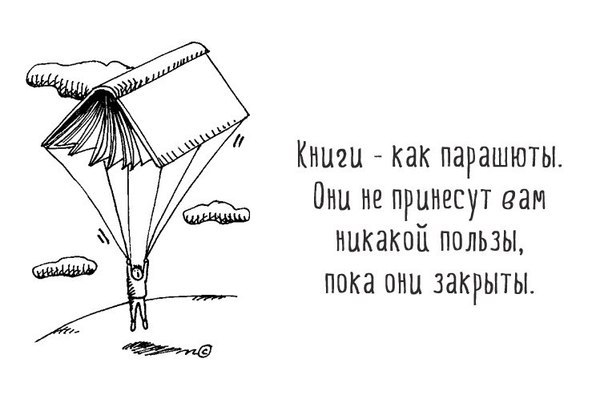 Книги - как парашюты.
Они не принесут вам
никакой пользы,
пока они закрыты.
©